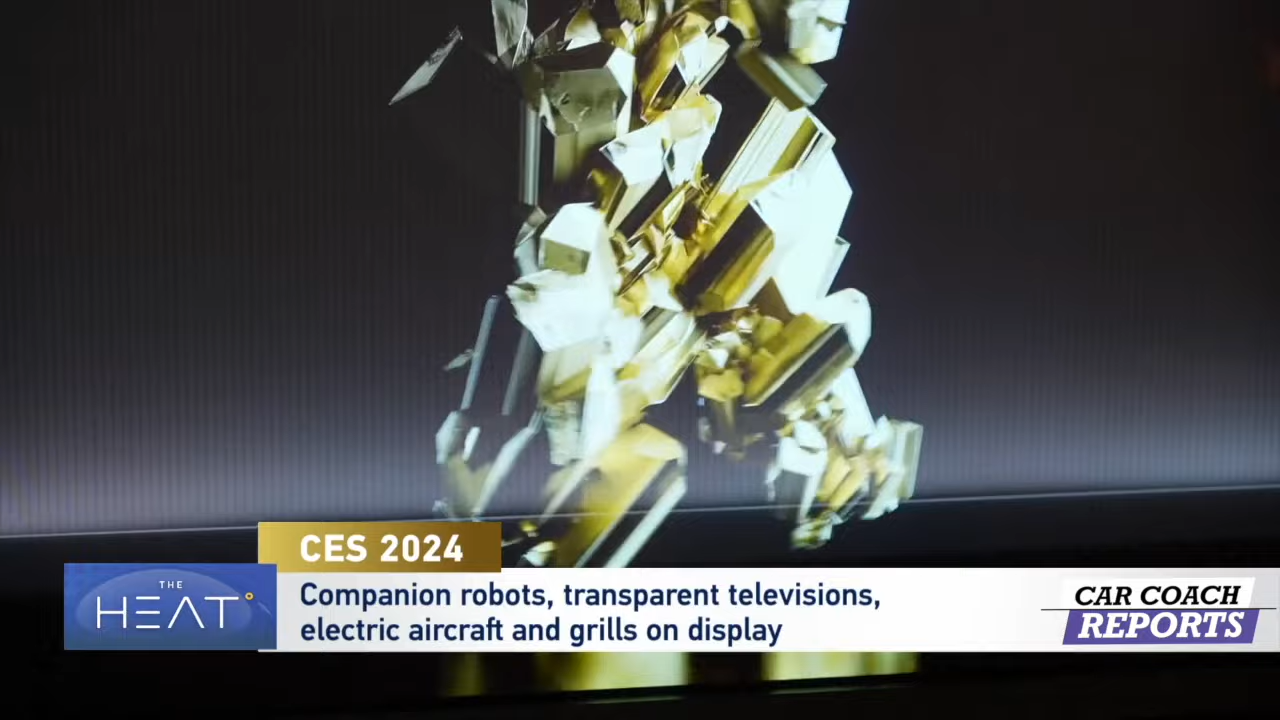 CES 2024
THE
HEAT
Companion robots, transparent televisions,
electric aircraft and grills on display
CAR COACH
REPORTS